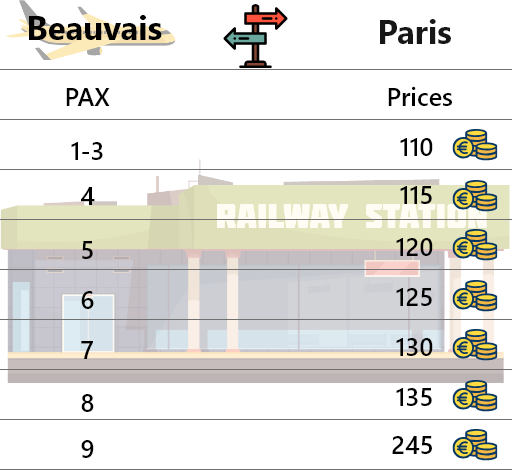 Beauvais Paris
PAX Prices
1-3 110 €
4 115 €
RAILWAY STATION
5 120 €
6 125 €
7 130 €
8 135 €
9 245 €